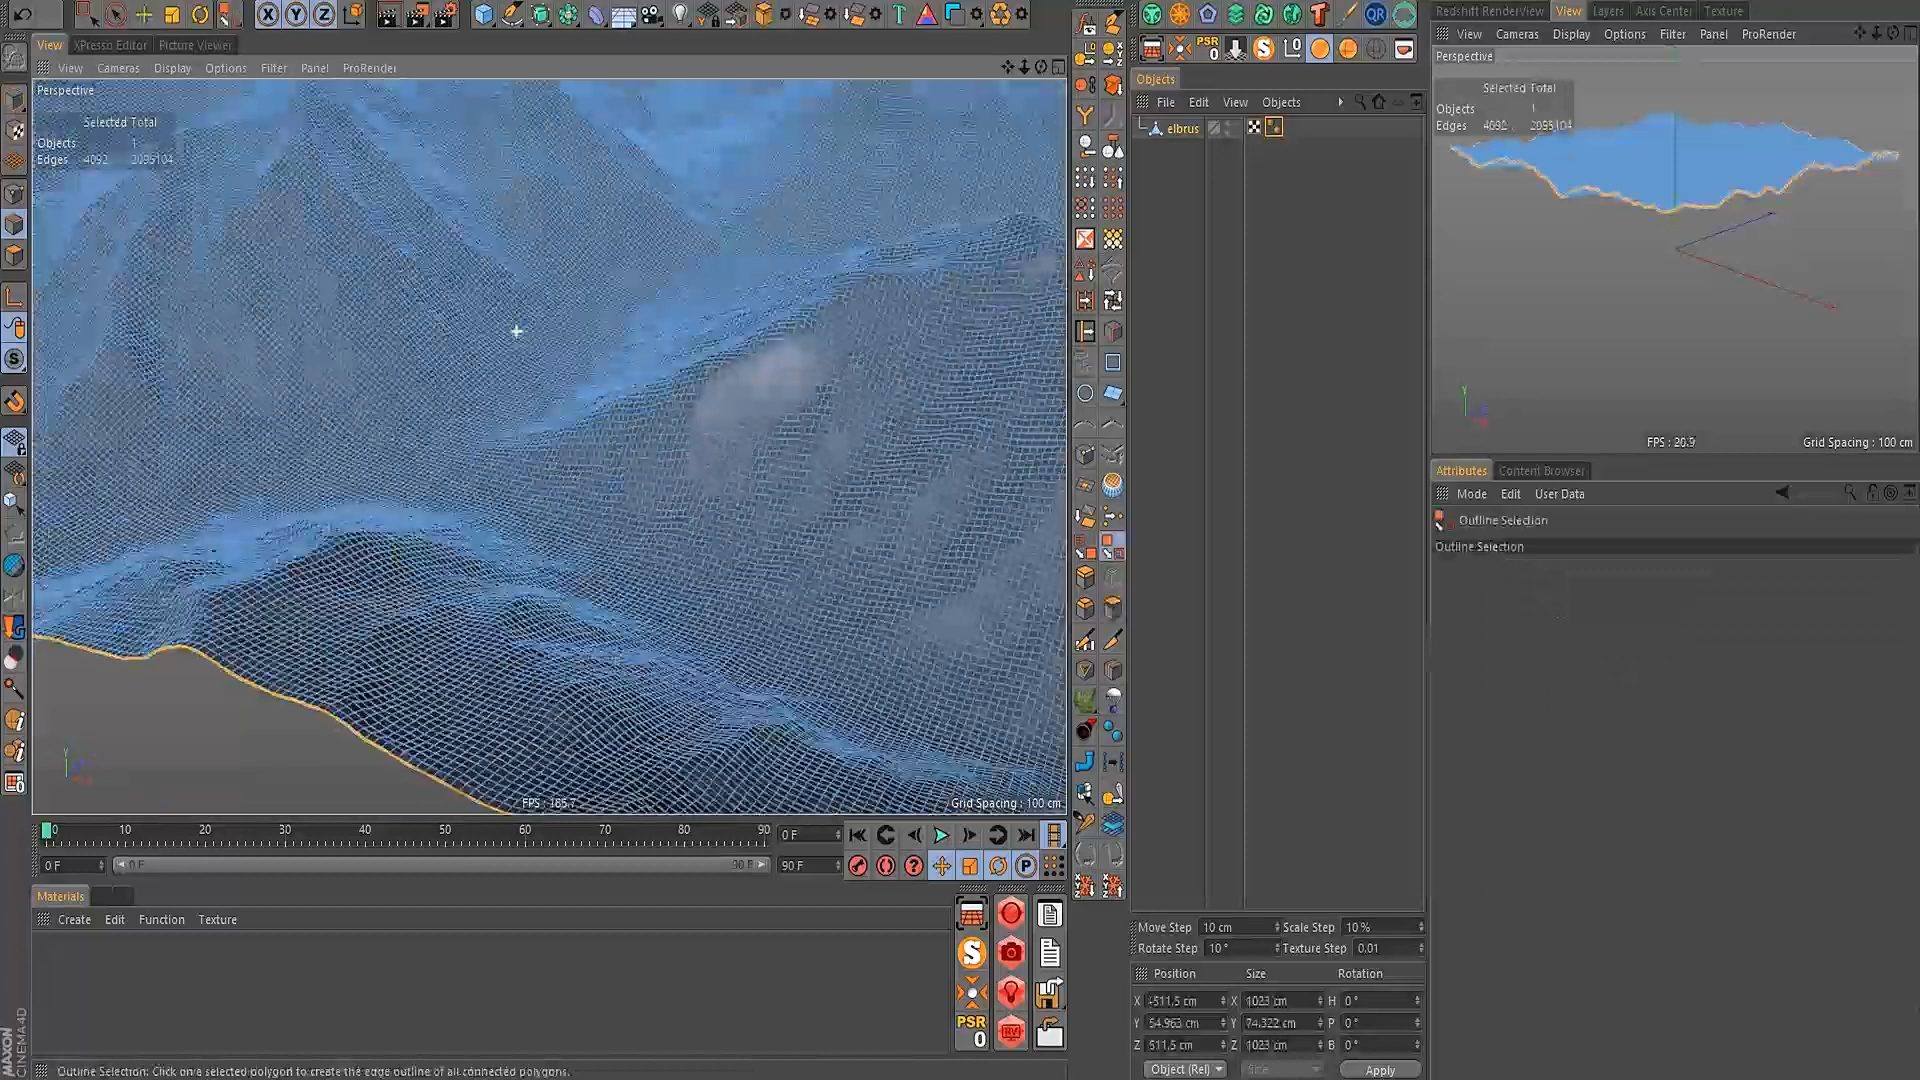 View XPresso Editor Picture Viewer
View Cameras Display Options Filter Panel ProRender
Perspective
Selected Total
Objects 1
Edges 4092 2095104
FPS : 185.7
Grid Spacing : 100 cm
0 10 20 30 40 50 60 70 80 90 0 F
0 F 0 F 90 F 90 F
Materials
Create Edit Function Texture
PSR
0
MAXON
CINEMA 4D
Outline Selection: Click on a selected polygon to create the edge outline of all connected polygons.
QR
PSR
0
Objects
File Edit View Objects
elbrus
Move Step 10 cm Scale Step 10 %
Rotate Step 10 ° Texture Step 0.01
Position Size Rotation
X -511.5 cm X 1023 cm H 0 °
Y 54.963 cm Y 74.322 cm P 0 °
Z 511.5 cm Z 1023 cm B 0 °
Object (Rel) Size Apply
Redshift RenderView View Layers Axis Center Texture
View Cameras Display Options Filter Panel ProRender
Perspective
Selected Total
Objects 1
Edges 4092 2095104
FPS : 20.9
Grid Spacing : 100 cm
Attributes Content Browser
Mode Edit User Data
Outline Selection
Outline Selection